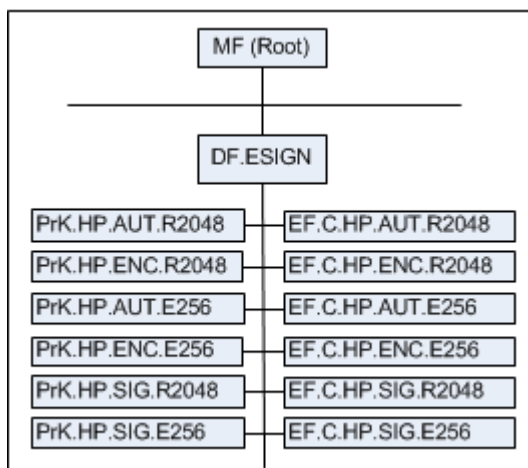 MF (Root)
DF.ESIGN
PrK.HP.AUT.R2048 EF.C.HP.AUT.R2048
PrK.HP.ENC.R2048 EF.C.HP.ENC.R2048
PrK.HP.AUT.E256 EF.C.HP.AUT.E256
PrK.HP.ENC.E256 EF.C.HP.ENC.E256
PrK.HP.SIG.R2048 EF.C.HP.SIG.R2048
PrK.HP.SIG.E256 EF.C.HP.SIG.E256